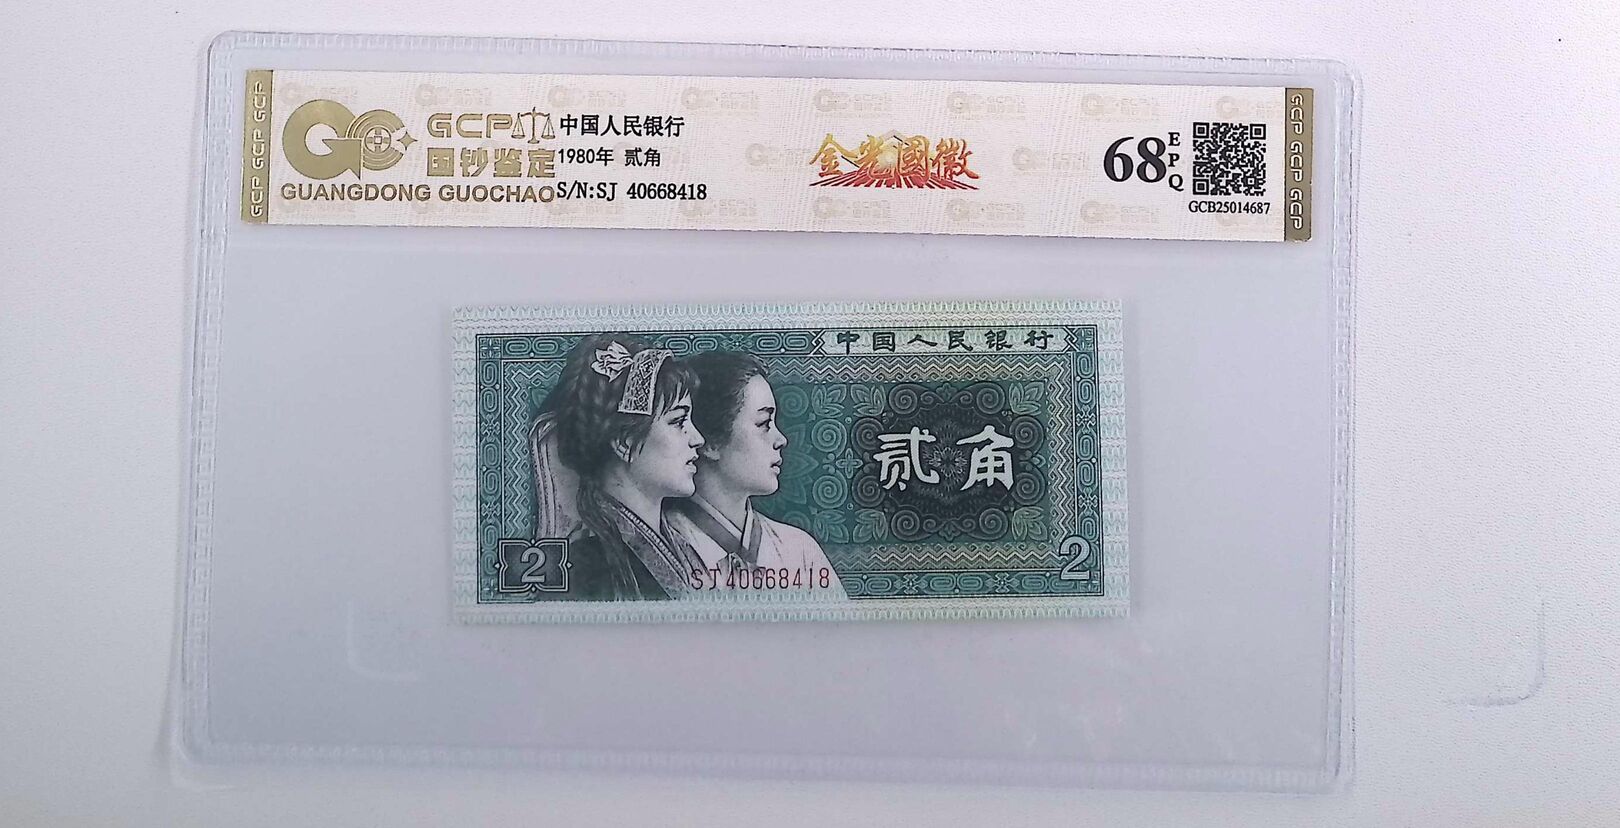 GCP GCP GCP
GCP
国钞鉴定
GUANGDONG GUOCHAO
中国人民银行
1980年 贰角
S/N:SJ 40668418
金光國徽
68
EPQ
GCB25014687
GCP GCP GCP
中国人民银行
贰角
2
SJ40668418
2